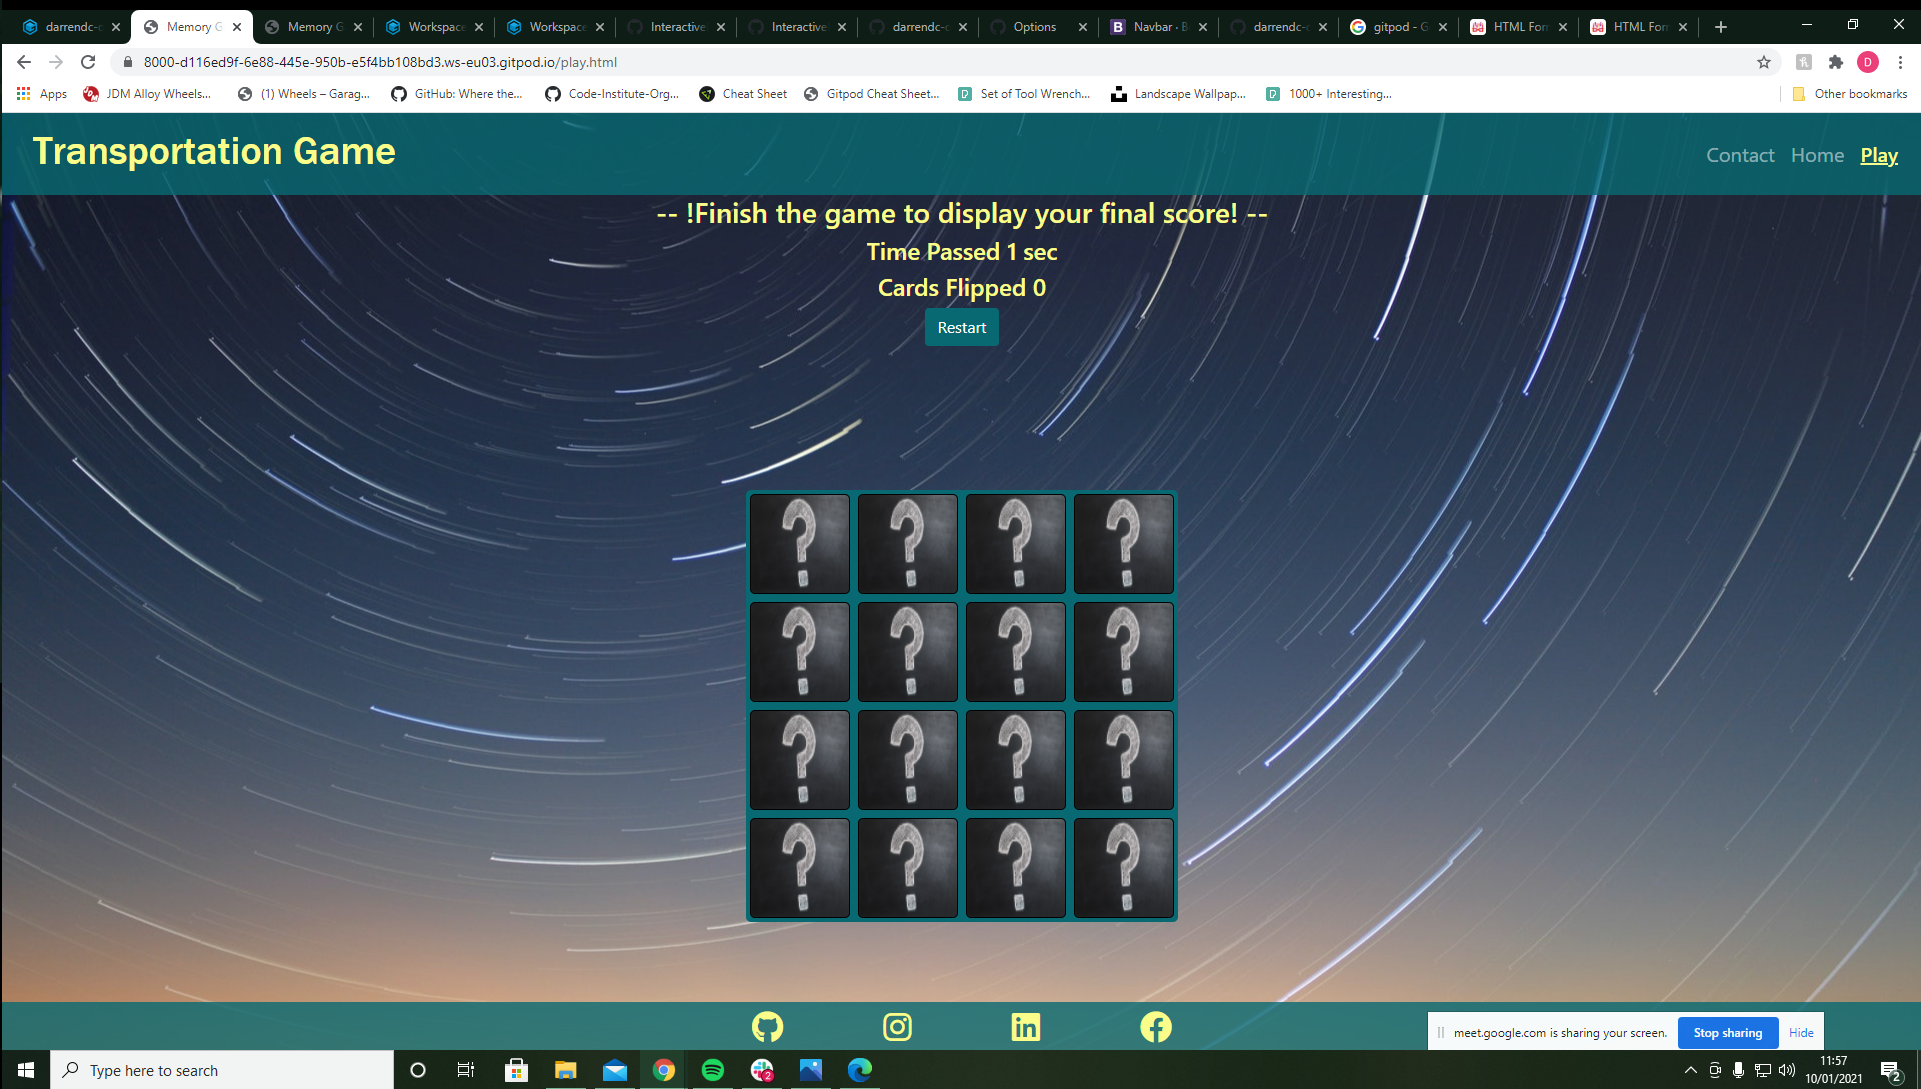 darrendc-c
Memory G
Memory G
Workspace
Workspace
Interactive
Interactive
darrendc-c
Options
Navbar · B
darrendc-c
gitpod - G
HTML For
HTML For
8000-d116ed9f-6e88-445e-950b-e5f4bb108bd3.ws-eu03.gitpod.io/play.html
D
Apps
JDM Alloy Wheels...
(1) Wheels – Garag...
GitHub: Where the...
Code-Institute-Org...
Cheat Sheet
Gitpod Cheat Sheet...
Set of Tool Wrench...
Landscape Wallpap...
1000+ Interesting...
Other bookmarks
Transportation Game
Contact Home Play
-- !Finish the game to display your final score! --
Time Passed 1 sec
Cards Flipped 0
Restart
? ? ? ?
? ? ? ?
? ? ? ?
? ? ? ?
meet.google.com is sharing your screen. Stop sharing Hide
Type here to search
2
11:57
10/01/2021
2